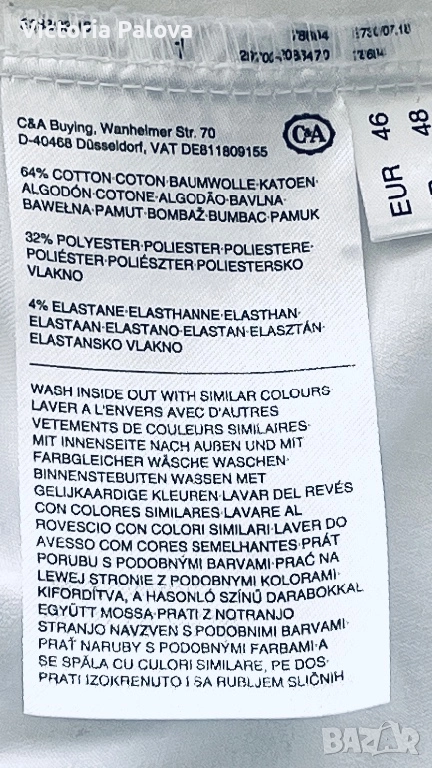 Victoria Palova
C&A Buying, Wanheimer Str. 70
D-40468 Düsseldorf, VAT DE811809155
C&A
64% COTTON·COTON·BAUMWOLLE·KATOEN·
ALGODÓN·COTONE·ALGODÃO·BAVLNA·
BAWEŁNA·PAMUT·BOMBAŽ·BUMBAC·PAMUK
32% POLYESTER·POLIESTER·POLIESTERE·
POLIÉSTER·POLIÉSZTER·POLIESTERSKO
VLAKNO
4% ELASTANE·ELASTHANNE·ELASTHAN·
ELASTAAN·ELASTANO·ELASTAN·ELASZTÁN·
ELASTANSKO VLAKNO
WASH INSIDE OUT WITH SIMILAR COLOURS·
LAVER A L'ENVERS AVEC D'AUTRES
VETEMENTS DE COULEURS SIMILAIRES·
MIT INNENSEITE NACH AUßEN UND MIT
FARBGLEICHER WÄSCHE WASCHEN·
BINNENSTEBUITEN WASSEN MET
GELIJKAARDIGE KLEUREN·LAVAR DEL REVÉS
CON COLORES SIMILARES·LAVARE AL
ROVESCIO CON COLORI SIMILARI·LAVER DO
AVESSO COM CORES SEMELHANTES·PRÁT
PORUBU S PODOBNÝMI BARVAMI·PRAĆ NA
LEWEJ STRONIE Z PODOBNYMI KOLORAMI·
KIFORDÍTVA, A HASONLÓ SZÍNŰ DARABOKKAL
EGYÜTT MOSSA·PRATI Z NOTRANJO
STRANJO NAVZVEN S PODOBNIMI BARVAMI·
PRAŤ NARUBY S PODOBNÝMI FARBAMI·A
SE SPĂLA CU CULORI SIMILARE, PE DOS·
PRATI IZOKRENUTO I SA RUBLJEM SLIČNIH
EUR 46
48
BAZAR